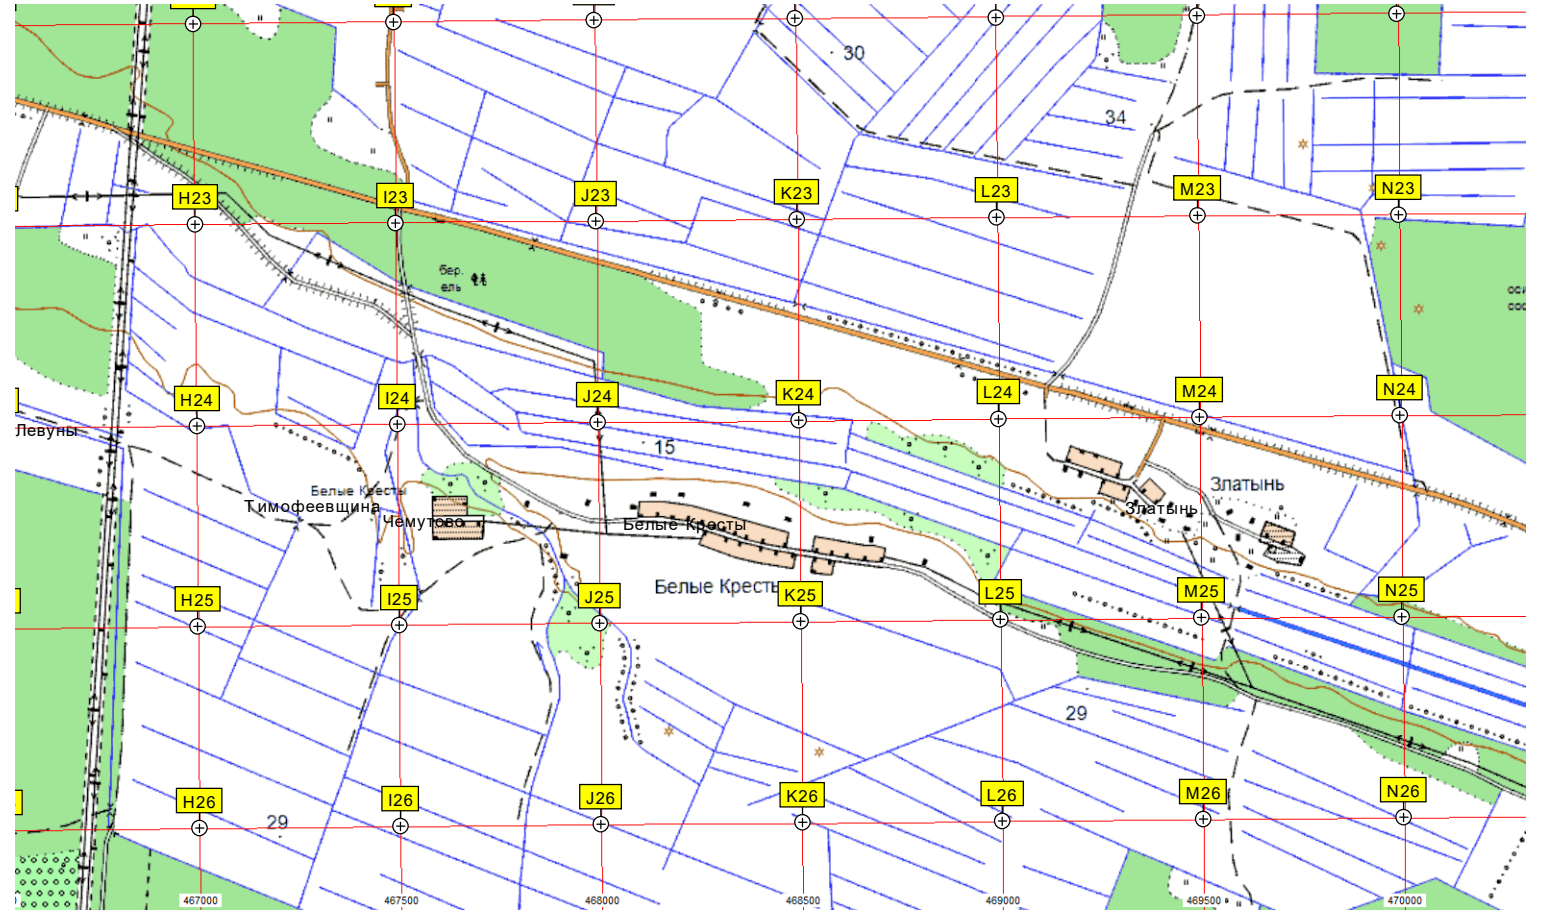 30
34
H23
I23
J23
K23
L23
M23
N23
бер.
ель
H24
I24
J24
K24
L24
M24
N24
Левуны
15
Белые Кресты
Тимофеевщина
Чемутово
Белые Кресты
Златынь
Златынь
Белые Кресты
H25
I25
J25
K25
L25
M25
N25
29
H26
I26
J26
K26
L26
M26
N26
29
467000
467500
468000
468500
469000
469500
470000